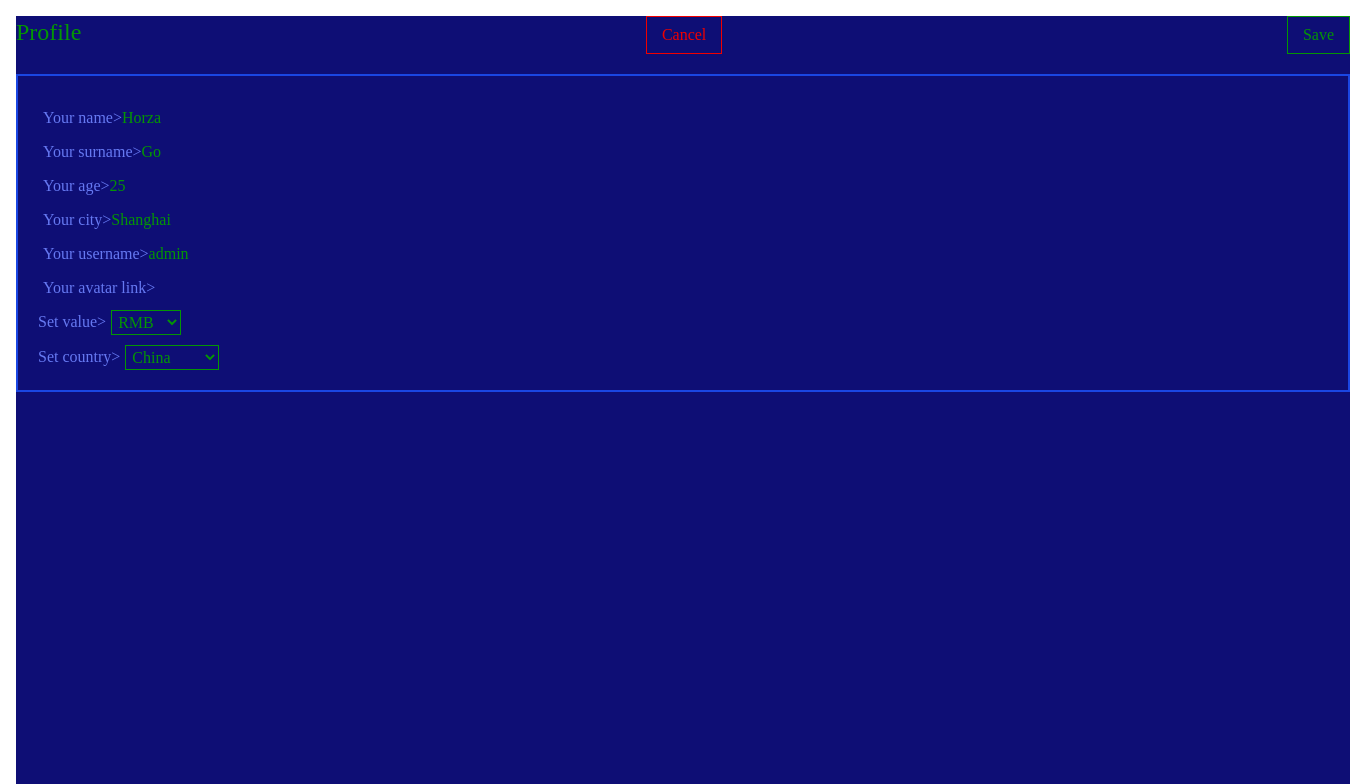 Profile Cancel Save
Your name>Horza
Your surname>Go
Your age>25
Your city>Shanghai
Your username>admin
Your avatar link>
Set value> RMB
Set country> China